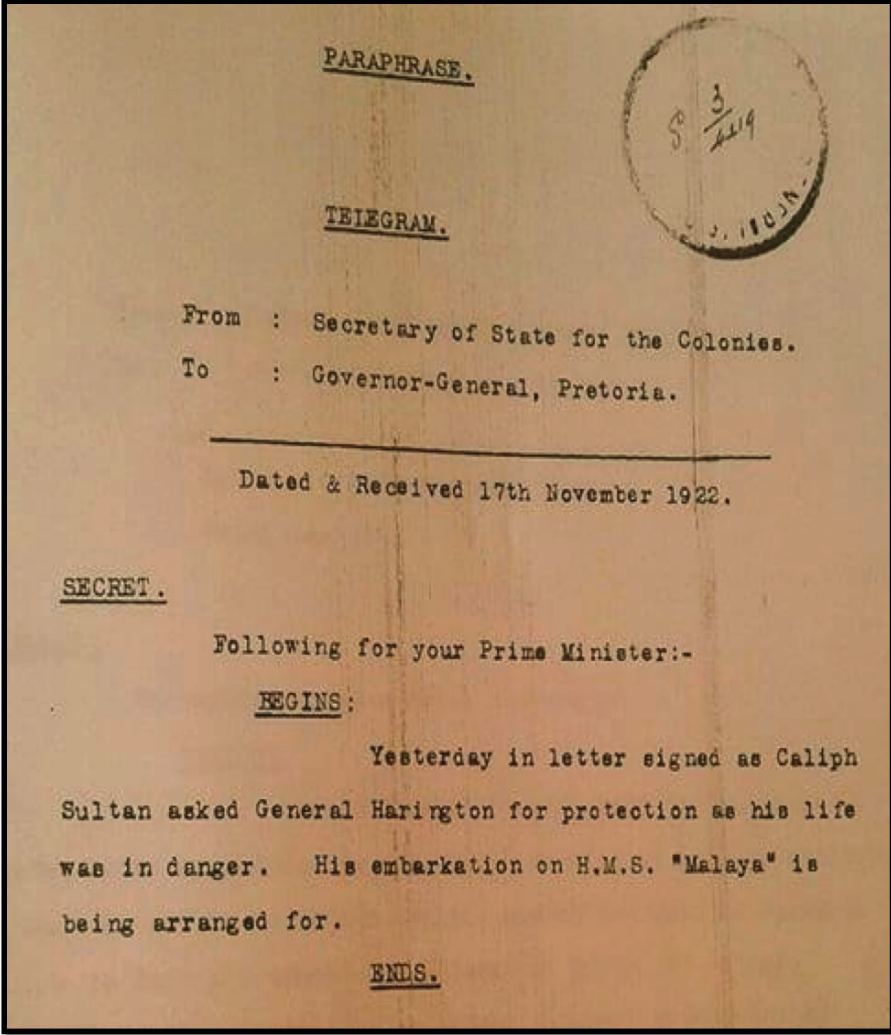 PARAPHRASE.
S. 3
TELEGRAM.
From : Secretary of State for the Colonies.
To : Governor-General, Pretoria.
Dated & Received 17th November 1922.
SECRET.
Following for your Prime Minister:-
BEGINS:
Yesterday in letter signed as Caliph
Sultan asked General Harington for protection as his life
was in danger. His embarkation on H.M.S. "Malaya" is
being arranged for.
ENDS.